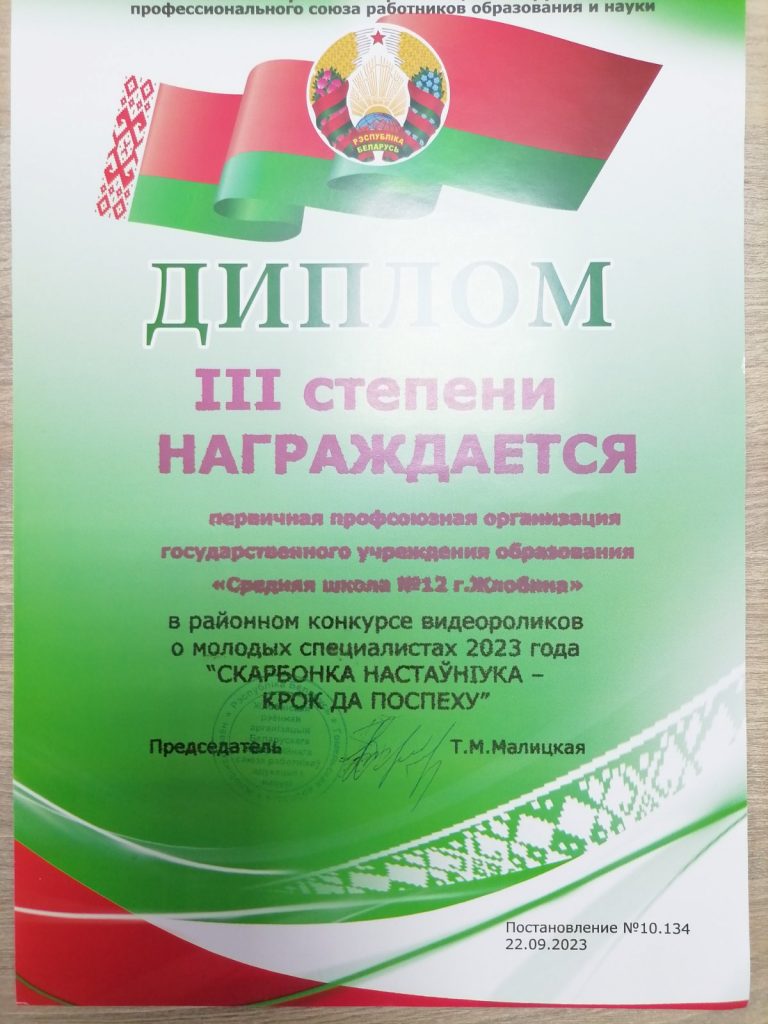 профессионального союза работников образования и науки
РЭСПУБЛІКА
БЕЛАРУСЬ
ДИПЛОМ
III степени
НАГРАЖДАЕТСЯ
первичная профсоюзная организация
государственного учреждения образования
«Средняя школа №12 г.Жлобина»
в районном конкурсе видеороликов
о молодых специалистах 2023 года
"СКАРБОНКА НАСТАЎНІУКА –
КРОК ДА ПОСПЕХУ"
Председатель
Т.М.Малицкая
Постановление №10.134
22.09.2023